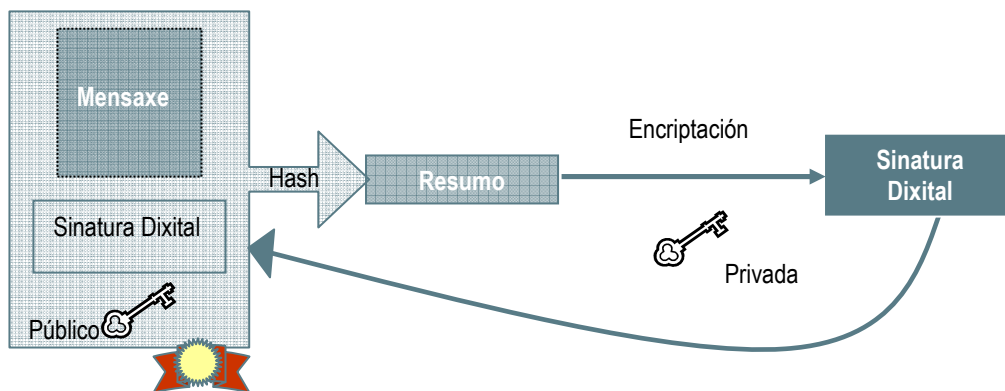 Mensaxe
Sinatura Dixital
Público
Hash
Resumo
Encriptación
Privada
Sinatura
Dixital